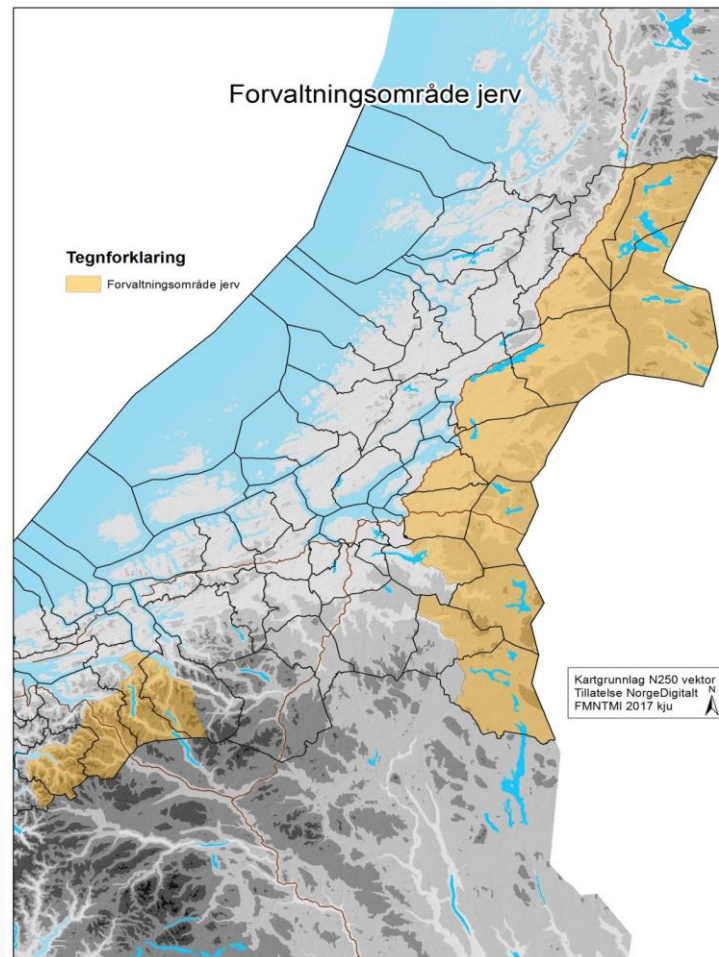 Forvaltningsområde jerv
Tegnforklaring
Forvaltningsområde jerv
Kartgrunnlag N250 vektor
Tillatelse NorgeDigitalt
FMNTMI 2017 kju
N